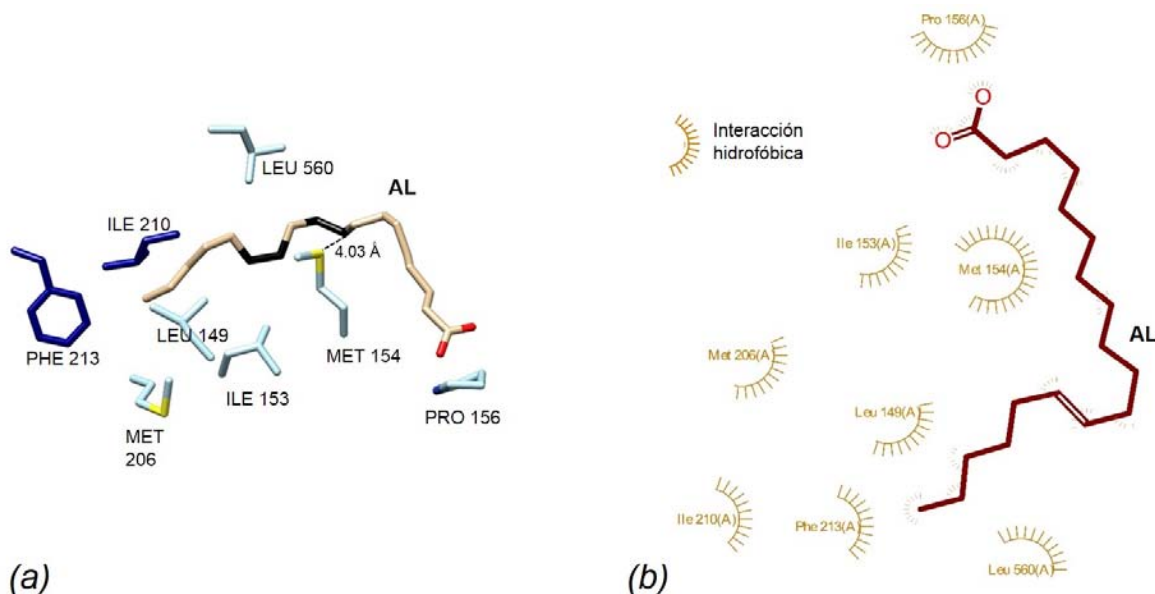 LEU 560
AL
ILE 210
4.03 Å
PHE 213
LEU 149
MET 154
ILE 153
PRO 156
MET
206
(a)
Pro 156(A)
O
O
Interacción
hidrofóbica
Ile 153(A)
Met 154(A
AL
Met 206(A)
Leu 149(A)
Ile 210(A)
Phe 213(A)
Leu 560(A)
(b)